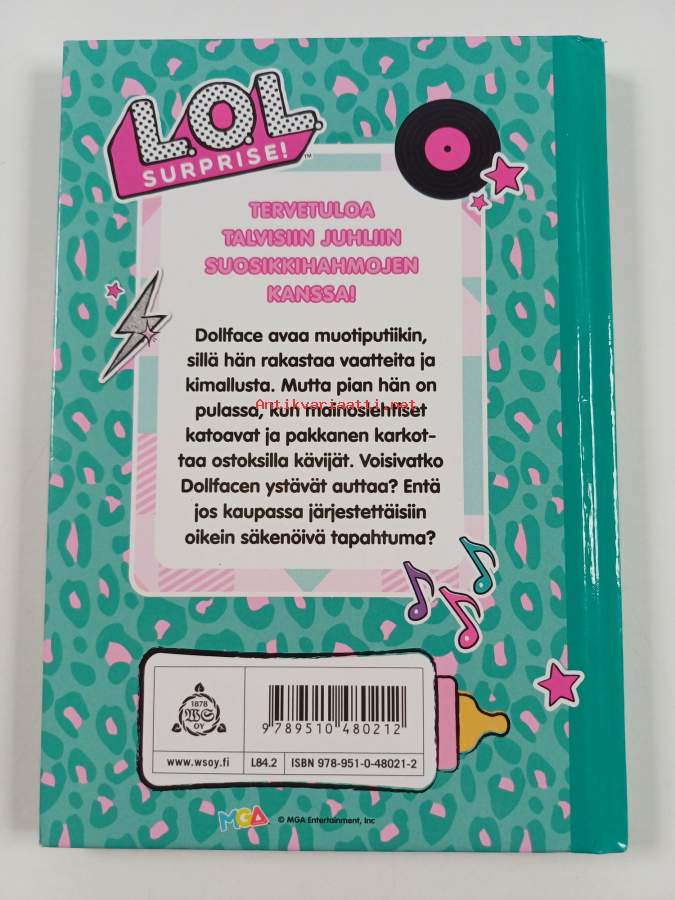 L.O.L.
SURPRISE!™
TERVETULOA
TALVISIIN JUHLIIN
SUOSIKKIHAHMOJEN
KANSSA!
Dollface avaa muotiputiikin,
sillä hän rakastaa vaatteita ja
kimallusta. Mutta pian hän on
pulassa, kun mainoslehtiset
Antikvariaatti.net
katoavat ja pakkanen karkot-
taa ostoksilla kävijät. Voisivatko
Dollfacen ystävät auttaa? Entä
jos kaupassa järjestettäisiin
oikein säkenöivä tapahtuma?
1878
WS
OY
9 789510 480212
www.wsoy.fi
L84.2
ISBN 978-951-0-48021-2
MGA
© MGA Entertainment, Inc